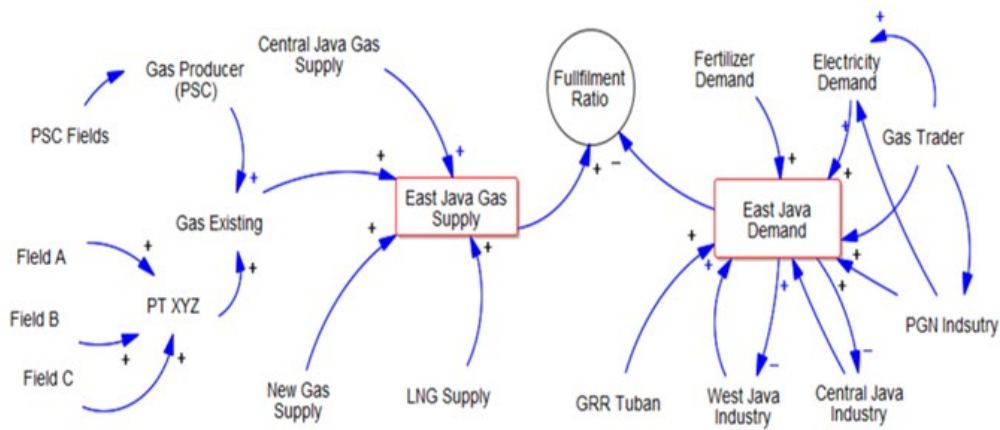 Central Java Gas
Supply
Gas Producer
(PSC)
PSC Fields
Gas Existing
Field A
Field B
Field C
PT XYZ
East Java Gas
Supply
New Gas
Supply
LNG Supply
Fullfilment
Ratio
Fertilizer
Demand
Electricity
Demand
Gas Trader
East Java
Demand
PGN Indsutry
GRR Tuban
West Java
Industry
Central Java
Industry